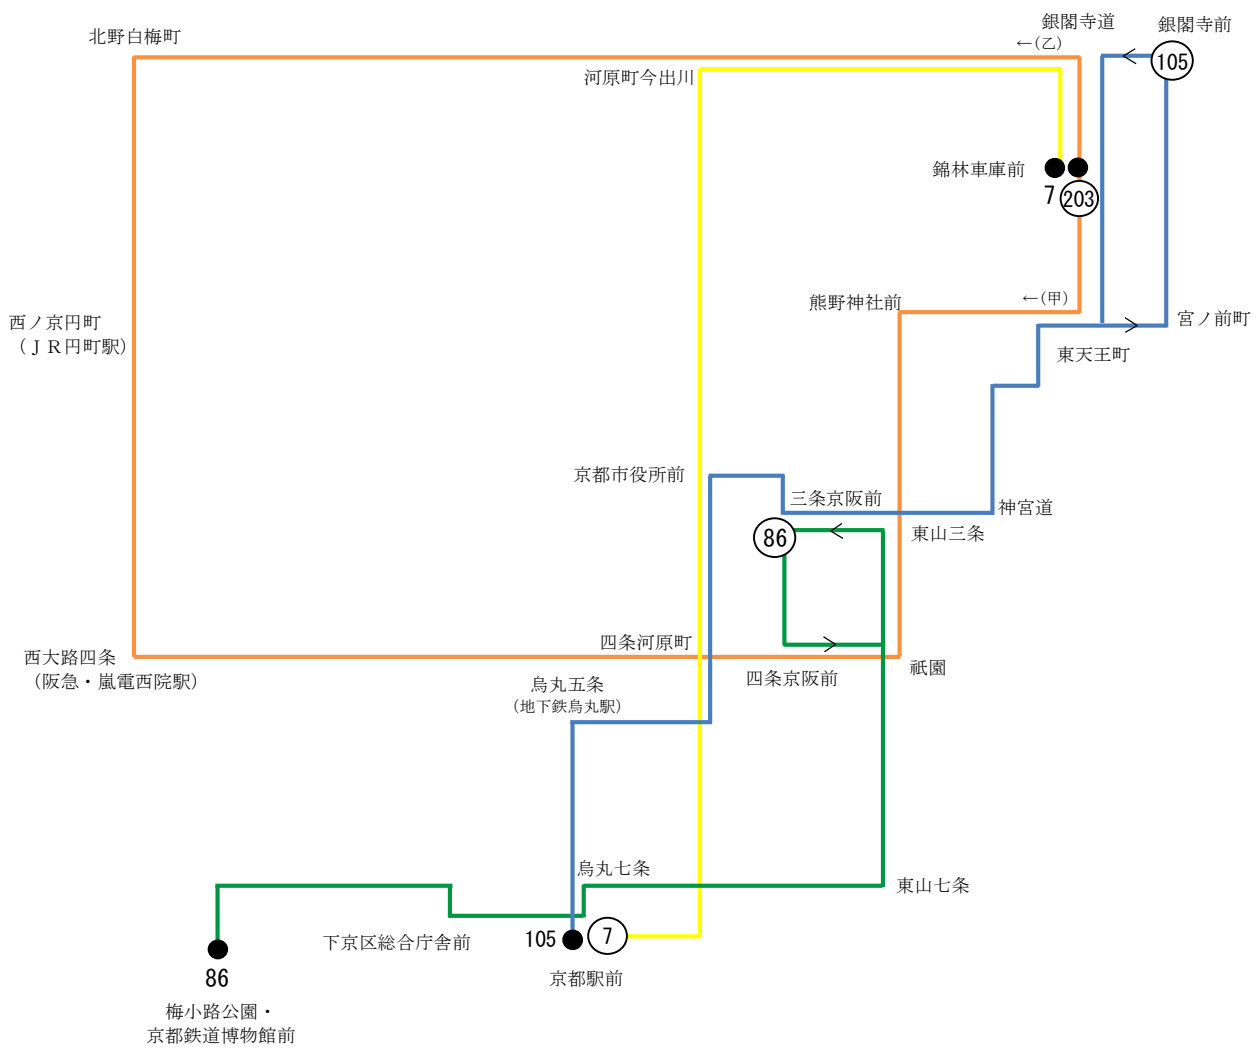 銀閣寺道
銀閣寺前
北野白梅町
←(乙)
105
河原町今出川
錦林車庫前
7
203
熊野神社前
←(甲)
西ノ京円町
（ＪＲ円町駅）
宮ノ前町
東天王町
京都市役所前
三条京阪前
神宮道
86
東山三条
四条河原町
西大路四条
（阪急・嵐電西院駅）
四条京阪前
祇園
烏丸五条
（地下鉄烏丸駅）
烏丸七条
東山七条
下京区総合庁舎前
105
7
京都駅前
86
梅小路公園・
京都鉄道博物館前